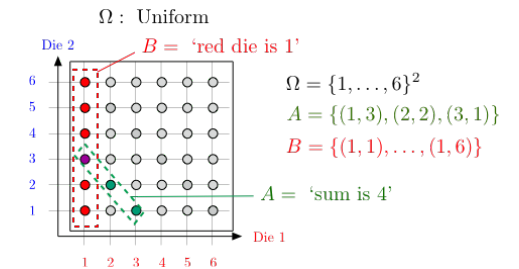 Ω : Uniform
Die 2
B = ‘red die is 1’
6
5
4
3
2
1
Ω = {1, . . . , 6}²
A = {(1, 3), (2, 2), (3, 1)}
B = {(1, 1), . . . , (1, 6)}
A = ‘sum is 4’
Die 1
1 2 3 4 5 6